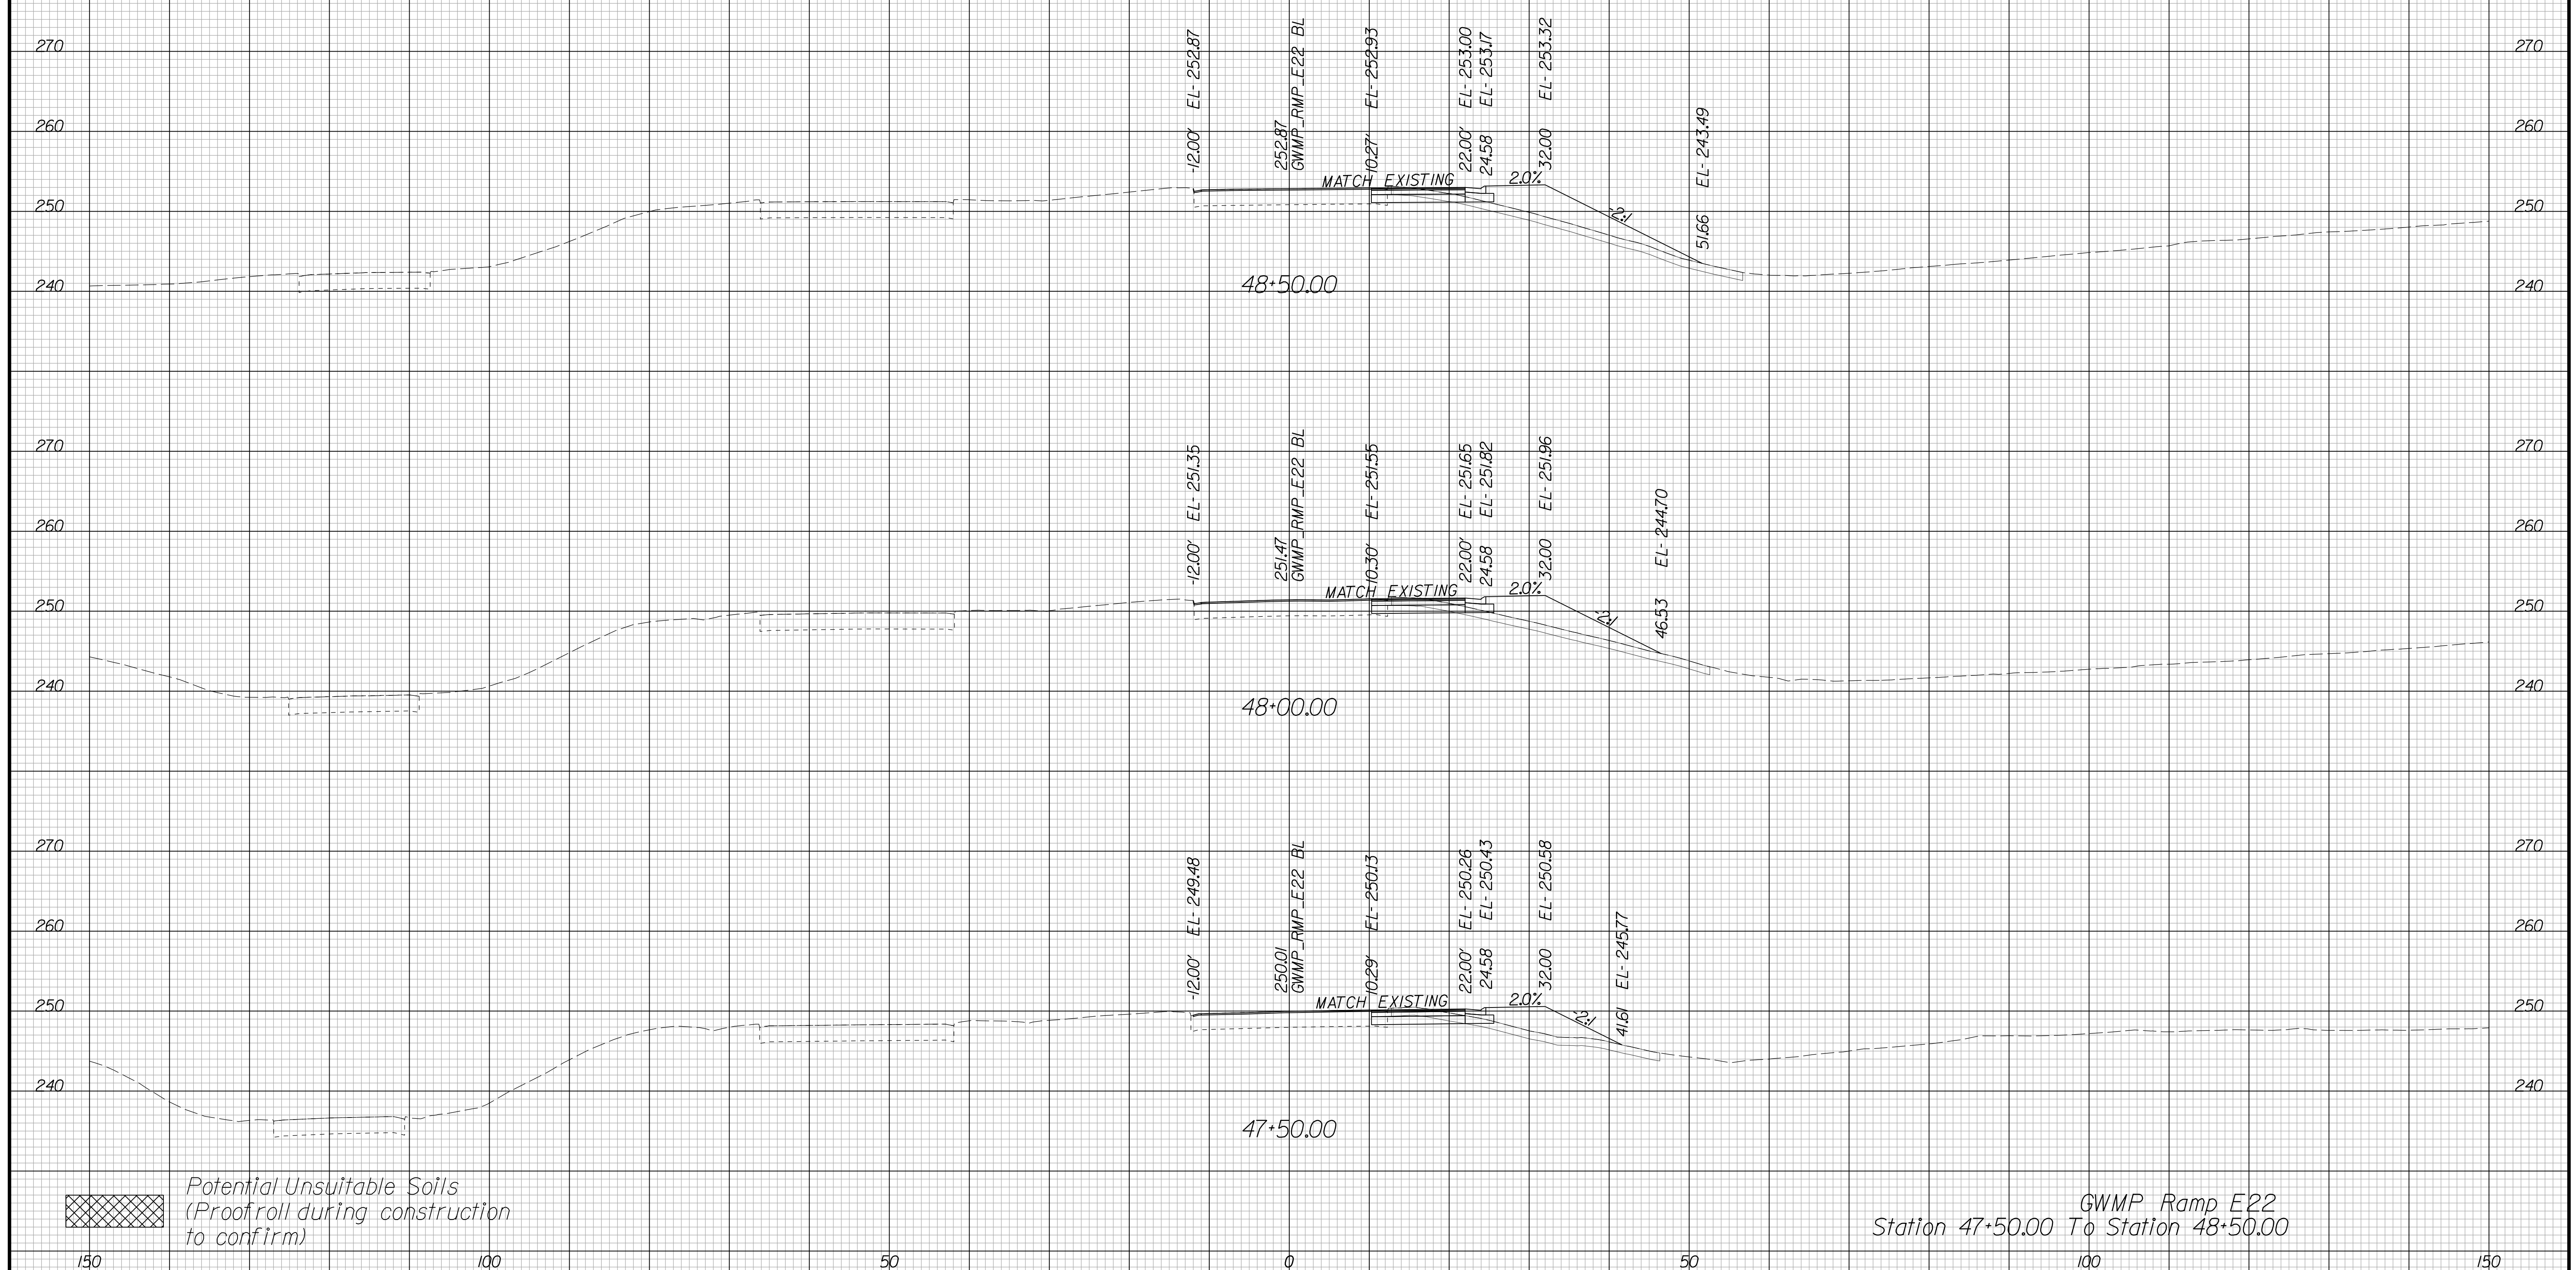 270 270
-12.00' EL- 252.87
252.87
GWMP_RMP_E22 BL
10.27' EL- 252.93
22.00' EL- 253.00
24.58 EL- 253.17
32.00 EL- 253.32
51.66 EL- 243.49
260 260
MATCH EXISTING
2.0%
-2:1
250 250
240 240
48+50.00
270 270
-12.00' EL- 251.35
251.47
GWMP_RMP_E22 BL
10.30' EL- 251.55
22.00' EL- 251.65
24.58 EL- 251.82
32.00 EL- 251.96
46.53 EL- 244.70
260 260
MATCH EXISTING
2.0%
-2:1
250 250
240 240
48+00.00
270 270
-12.00' EL- 249.48
250.01
GWMP_RMP_E22 BL
10.29' EL- 250.13
22.00' EL- 250.26
24.58 EL- 250.43
32.00 EL- 250.58
41.61 EL- 245.77
260 260
MATCH EXISTING
2.0%
-2:1
250 250
240 240
47+50.00
Potential Unsuitable Soils
(Proofroll during construction
to confirm)
GWMP Ramp E22
Station 47+50.00 To Station 48+50.00
150 100 50 0 50 100 150